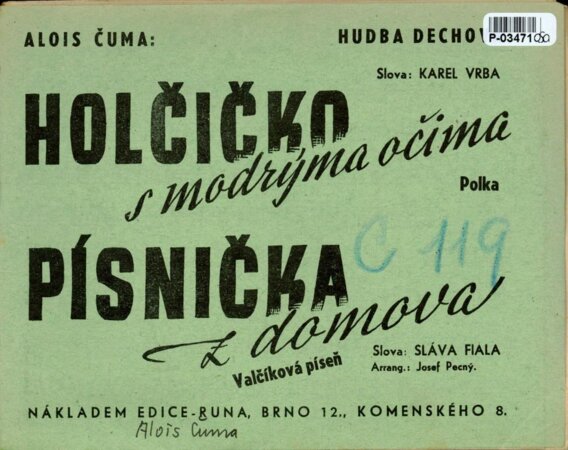 ALOIS ČUMA:
HUDBA DECHOV
P-03471
Slova: KAREL VRBA
HOLČIČKO
s modrýma očima
Polka
C 119
PÍSNIČKA
z domova
Valčíková píseň
Slova: SLÁVA FIALA
Arrang.: Josef Pecný.
NÁKLADEM EDICE-RUNA, BRNO 12., KOMENSKÉHO 8.
Alois Čuma